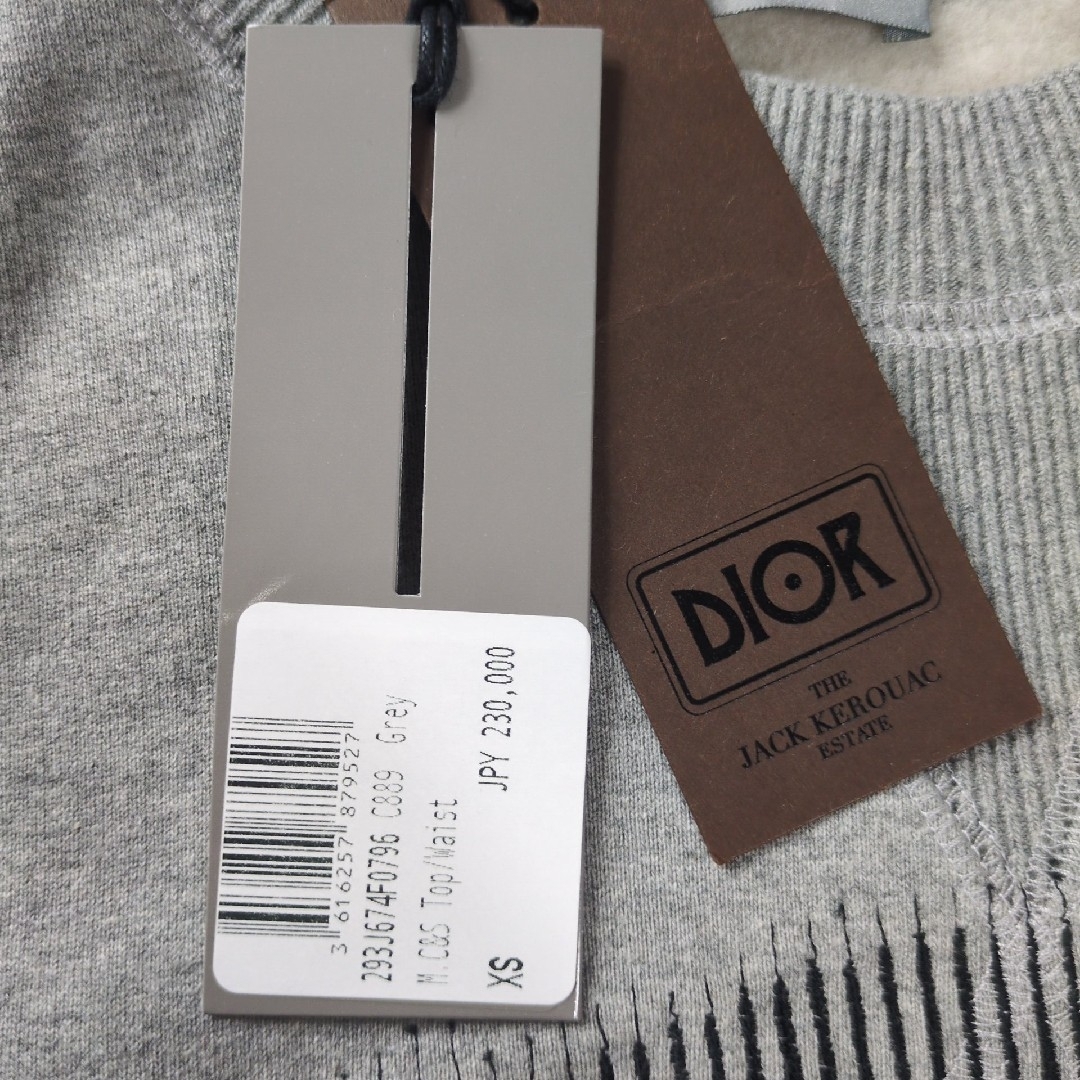 3 616257 879527
293J674F0796 C889 Grey
M.C&S Top/Waist
JPY 230,000
XS
DIOR
THE
JACK KEROUAC
ESTATE